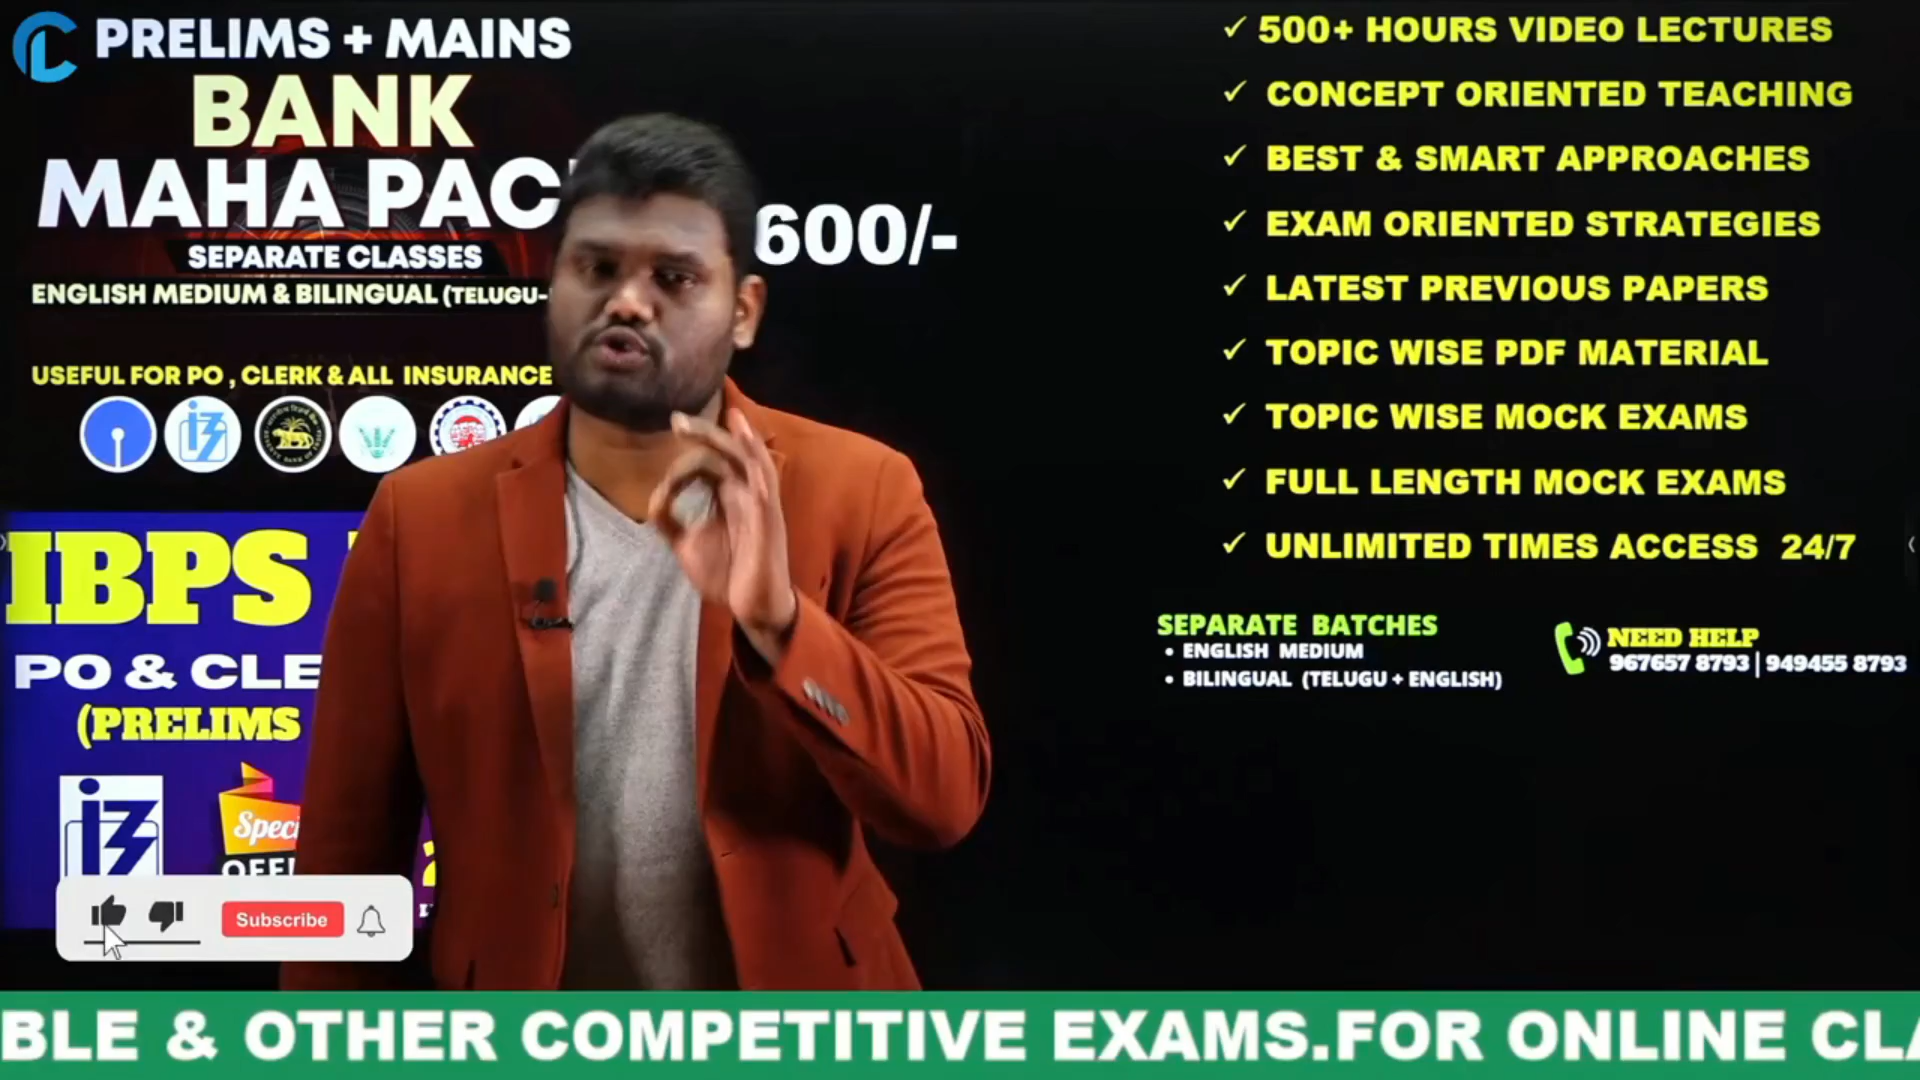 PRELIMS + MAINS
BANK
MAHA PAC
600/-
SEPARATE CLASSES
ENGLISH MEDIUM & BILINGUAL (TELUGU-
USEFUL FOR PO , CLERK & ALL INSURANCE
IBPS
PO & CLE
(PRELIMS
Speci
OFF
Subscribe
✓ 500+ HOURS VIDEO LECTURES
✓ CONCEPT ORIENTED TEACHING
✓ BEST & SMART APPROACHES
✓ EXAM ORIENTED STRATEGIES
✓ LATEST PREVIOUS PAPERS
✓ TOPIC WISE PDF MATERIAL
✓ TOPIC WISE MOCK EXAMS
✓ FULL LENGTH MOCK EXAMS
✓ UNLIMITED TIMES ACCESS 24/7
SEPARATE BATCHES
• ENGLISH MEDIUM
• BILINGUAL (TELUGU + ENGLISH)
NEED HELP
967657 8793 | 949455 8793
BLE & OTHER COMPETITIVE EXAMS.FOR ONLINE CLA